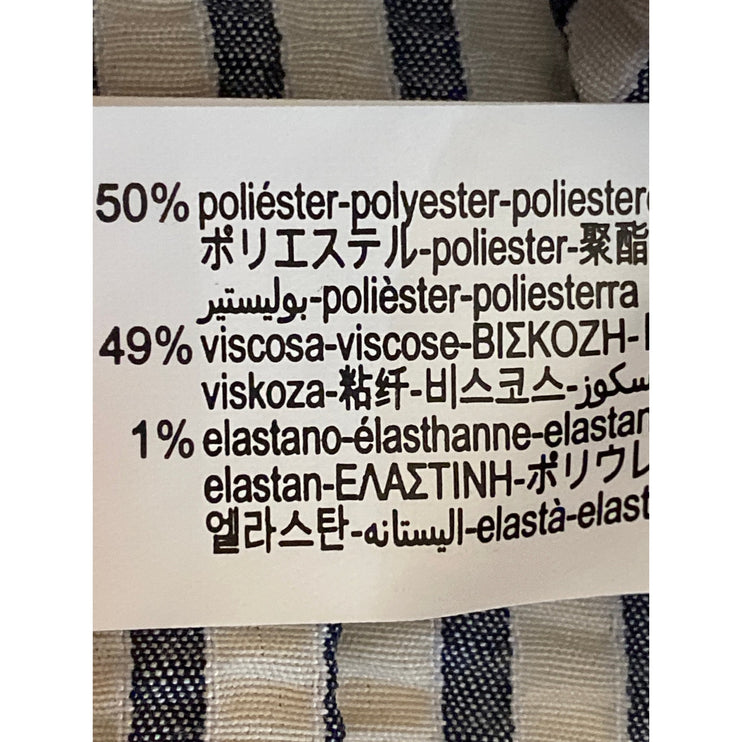 50% poliéster-polyester-poliester
ポリエステル-poliester-聚酯
بوليستير-polièster-poliesterra
49% viscosa-viscose-ΒΙΣΚΟΖΗ-
viskoza-粘纤-비스코스-سكوز
1% elastano-élasthanne-elastan
elastan-ΕΛΑΣΤΙΝΗ-ポリウレ
엘라스탄-اليستانه-elastà-elast